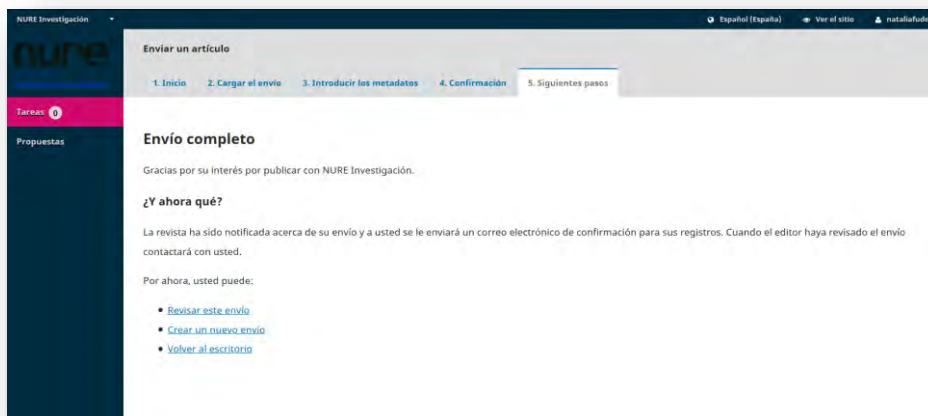 NURE Investigación
Español (España) Ver el sitio nataliafude
nure
Enviar un artículo
1. Inicio 2. Cargar el envío 3. Introducir los metadatos 4. Confirmación 5. Siguientes pasos
Tareas 0
Propuestas
Envío completo
Gracias por su interés por publicar con NURE Investigación.
¿Y ahora qué?
La revista ha sido notificada acerca de su envío y a usted se le enviará un correo electrónico de confirmación para sus registros. Cuando el editor haya revisado el envío
contactará con usted.
Por ahora, usted puede:
Revisar este envío
Crear un nuevo envío
Volver al escritorio